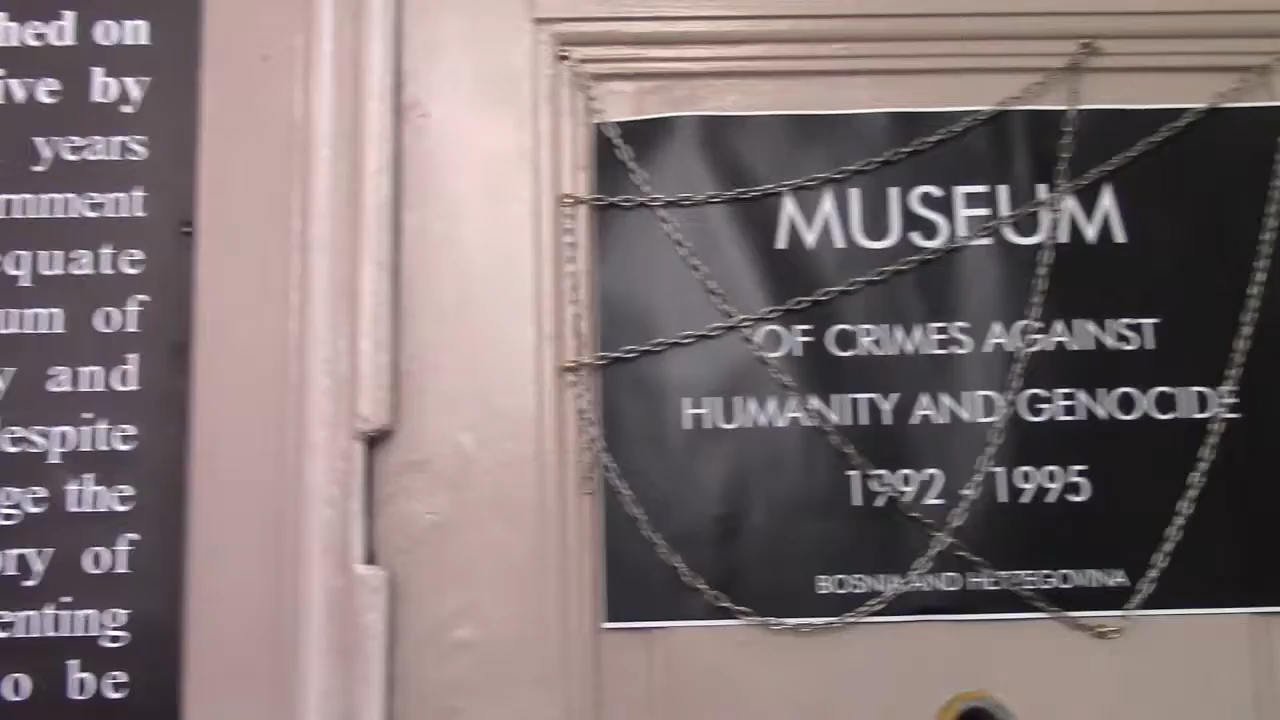 hed on
ive by
years
rnment
equate
um of
y and
despite
ge the
ory of
enting
o be
MUSEUM
OF CRIMES AGAINST
HUMANITY AND GENOCIDE
1992 - 1995
BOSNIA AND HERZEGOVINA